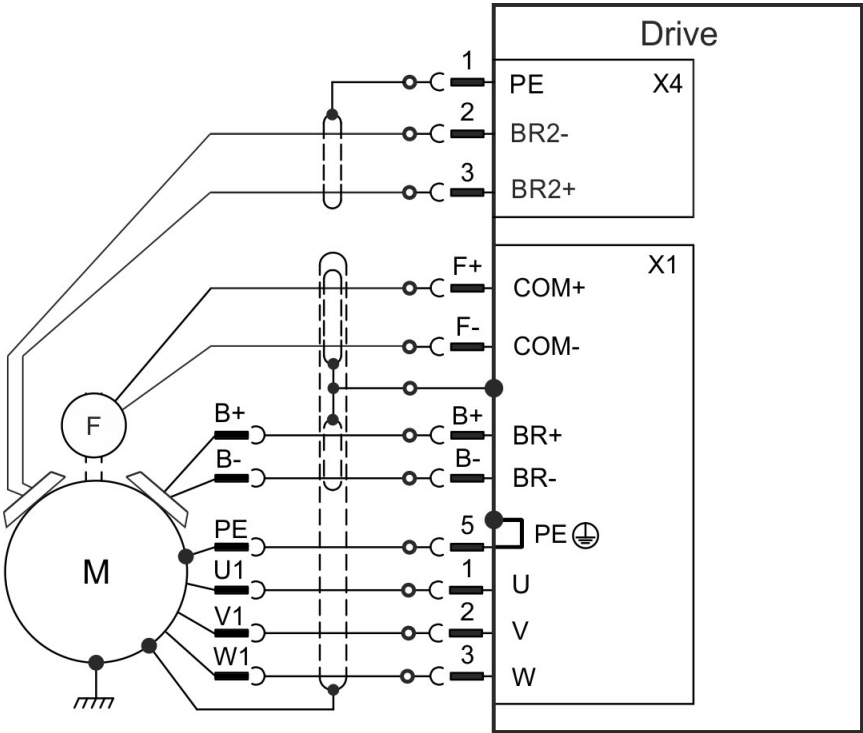 Drive
1
PE
X4
2
BR2-
3
BR2+
X1
F+
COM+
F-
COM-
F
B+
B+
BR+
B-
B-
BR-
PE
5
PE
M
U1
1
U
V1
2
V
W1
3
W